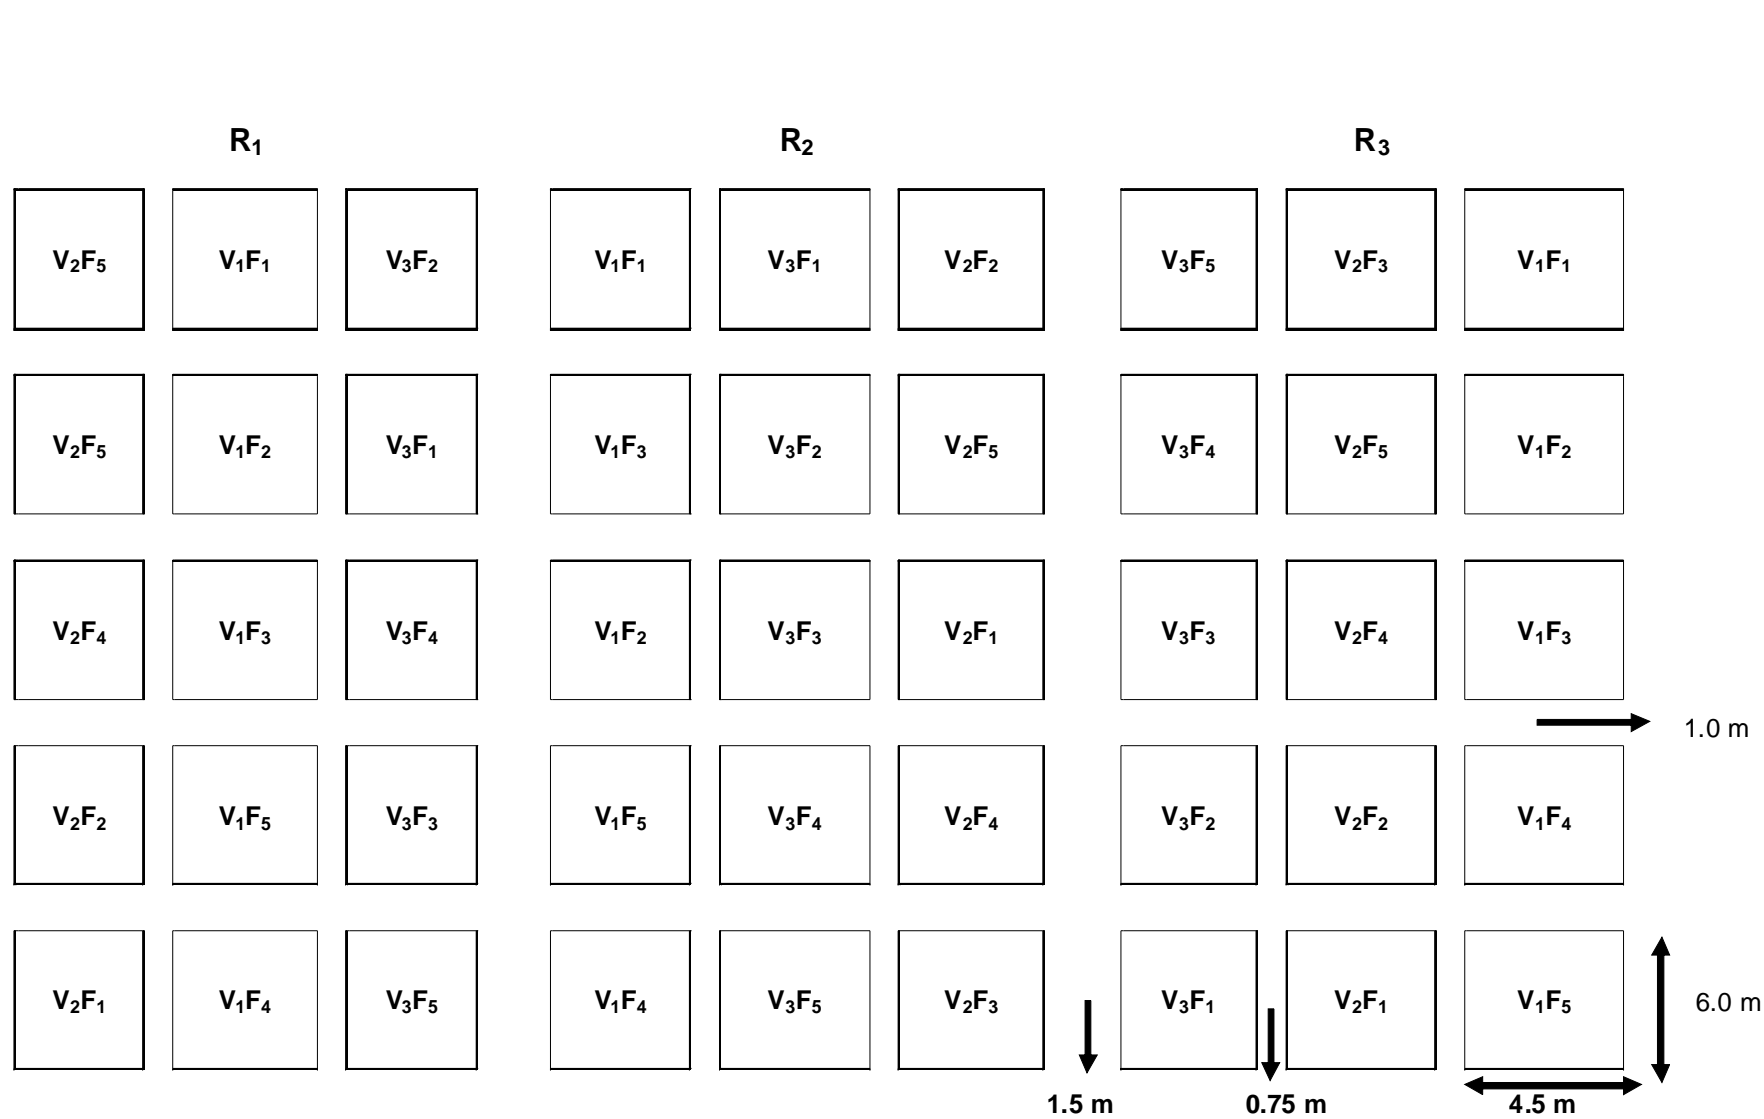 R₁ R₂ R₃
V₂F₅ V₁F₁ V₃F₂ V₁F₁ V₃F₁ V₂F₂ V₃F₅ V₂F₃ V₁F₁
V₂F₅ V₁F₂ V₃F₁ V₁F₃ V₃F₂ V₂F₅ V₃F₄ V₂F₅ V₁F₂
V₂F₄ V₁F₃ V₃F₄ V₁F₂ V₃F₃ V₂F₁ V₃F₃ V₂F₄ V₁F₃
1.0 m
V₂F₂ V₁F₅ V₃F₃ V₁F₅ V₃F₄ V₂F₄ V₃F₂ V₂F₂ V₁F₄
V₂F₁ V₁F₄ V₃F₅ V₁F₄ V₃F₅ V₂F₃ V₃F₁ V₂F₁ V₁F₅ 6.0 m
1.5 m 0.75 m 4.5 m